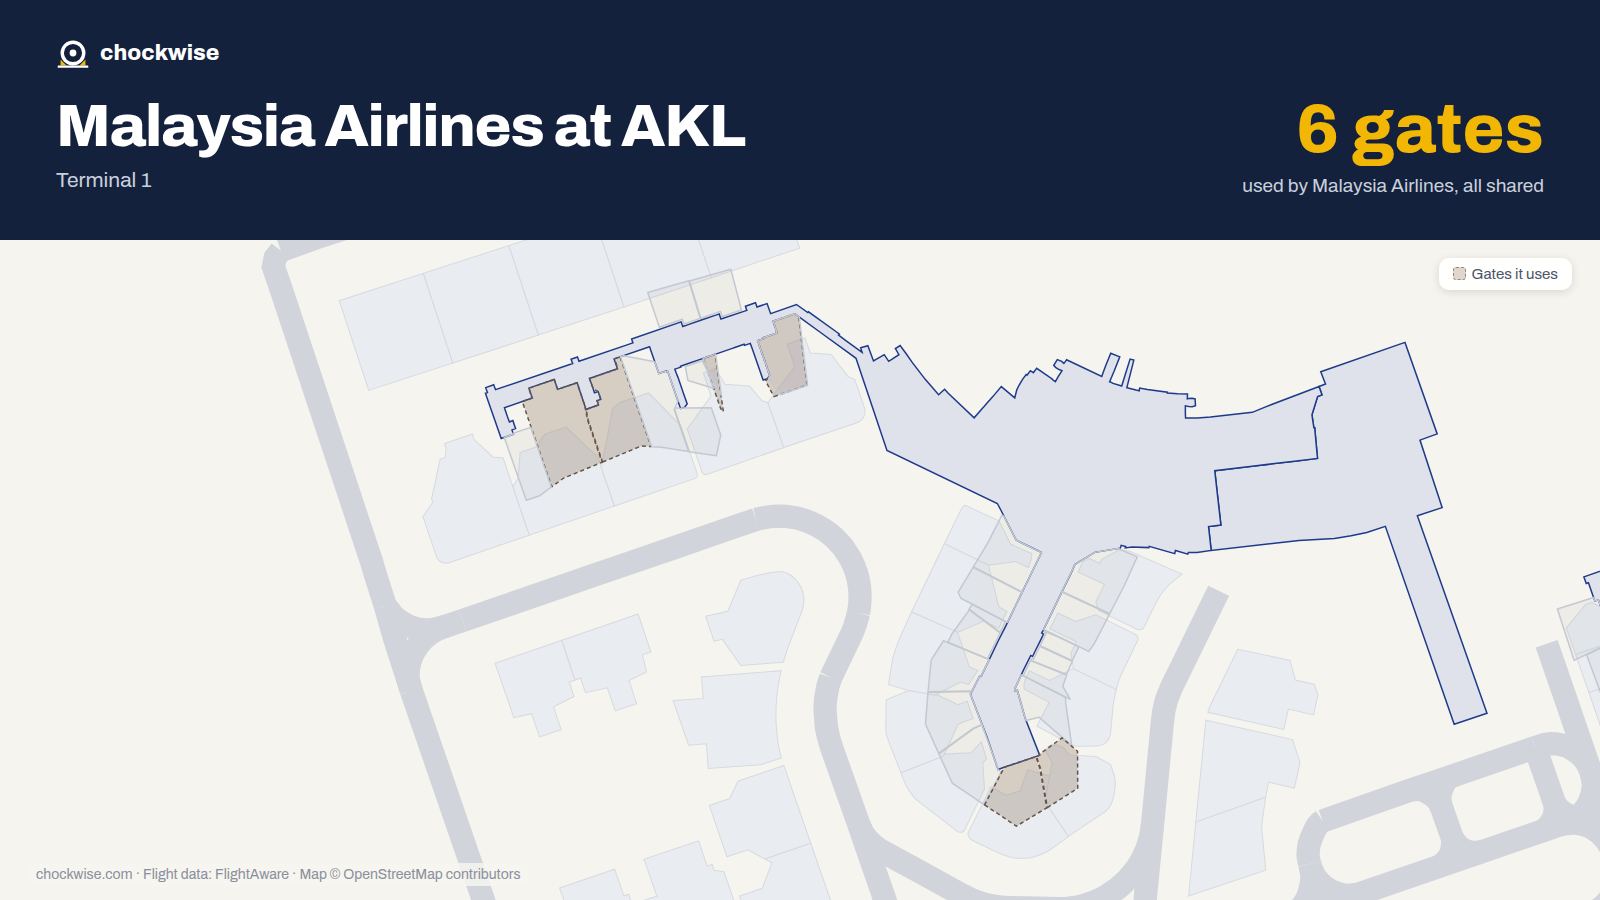 chockwise
Malaysia Airlines at AKL
Terminal 1
6 gates
used by Malaysia Airlines, all shared
Gates it uses
chockwise.com · Flight data: FlightAware · Map © OpenStreetMap contributors